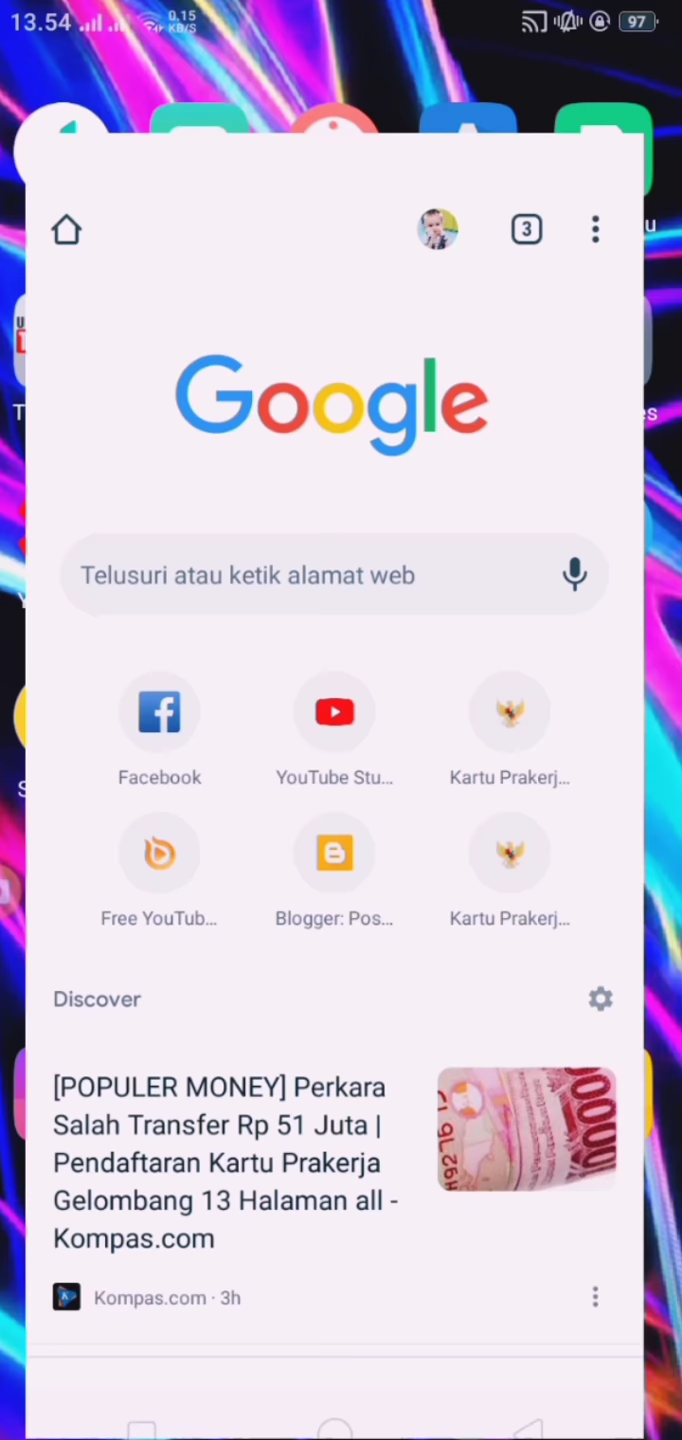 13.54
0.15
KB/S
97
3
Google
Telusuri atau ketik alamat web
Facebook
YouTube Stu...
Kartu Prakerj...
Free YouTub...
Blogger: Pos...
Kartu Prakerj...
Discover
[POPULER MONEY] Perkara
Salah Transfer Rp 51 Juta |
Pendaftaran Kartu Prakerja
Gelombang 13 Halaman all -
Kompas.com
Kompas.com · 3h